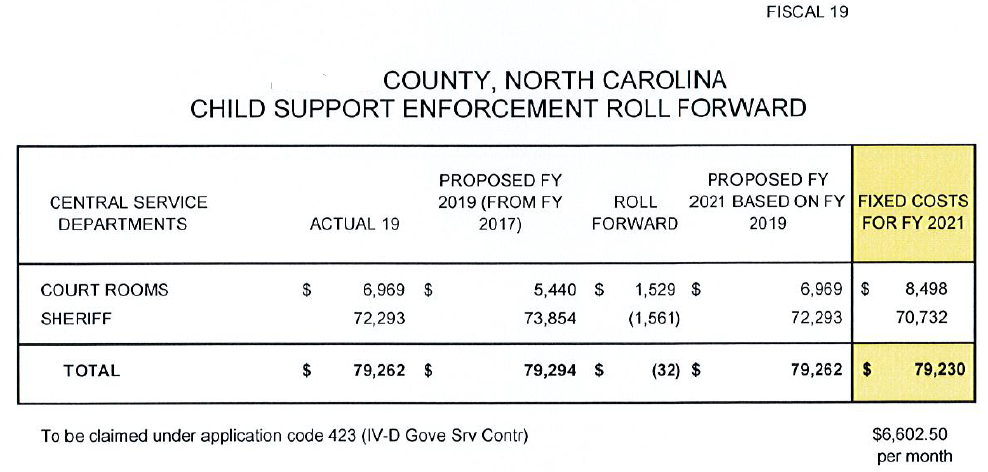 FISCAL 19
COUNTY, NORTH CAROLINA
CHILD SUPPORT ENFORCEMENT ROLL FORWARD
CENTRAL SERVICE DEPARTMENTS ACTUAL 19 PROPOSED FY 2019 (FROM FY 2017) ROLL FORWARD PROPOSED FY 2021 BASED ON FY 2019 FIXED COSTS FOR FY 2021
COURT ROOMS $ 6,969 $ 5,440 $ 1,529 $ 6,969 $ 8,498
SHERIFF 72,293 73,854 (1,561) 72,293 70,732
TOTAL $ 79,262 $ 79,294 $ (32) $ 79,262 $ 79,230
To be claimed under application code 423 (IV-D Gove Srv Contr) $6,602.50
per month